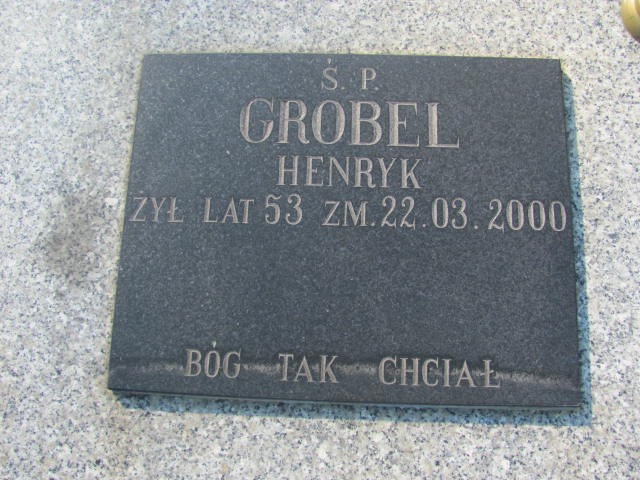 Ś. P.
GROBEL
HENRYK
ŻYŁ LAT 53 ZM. 22.03.2000
BÓG TAK CHCIAŁ